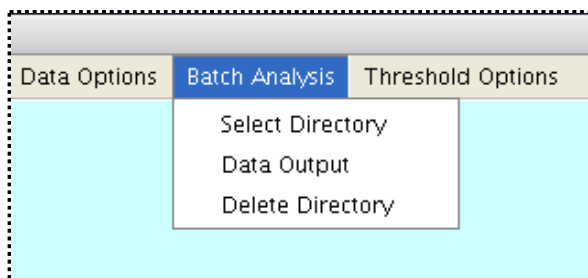 Data Options Batch Analysis Threshold Options
Select Directory
Data Output
Delete Directory